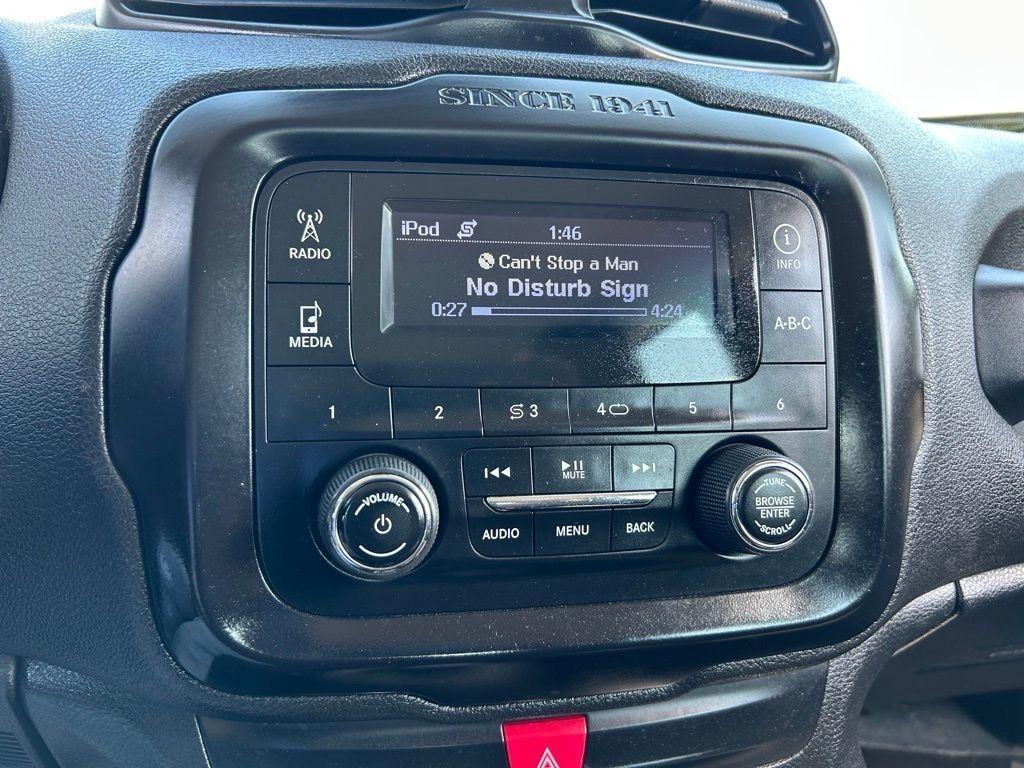 SINCE 1941
RADIO
MEDIA
iPod 1:46
Can't Stop a Man
No Disturb Sign
0:27 4:24
i
INFO
A-B-C
1 2 3 4 5 6
VOLUME
MUTE
AUDIO MENU BACK
TUNE
BROWSE
ENTER
SCROLL